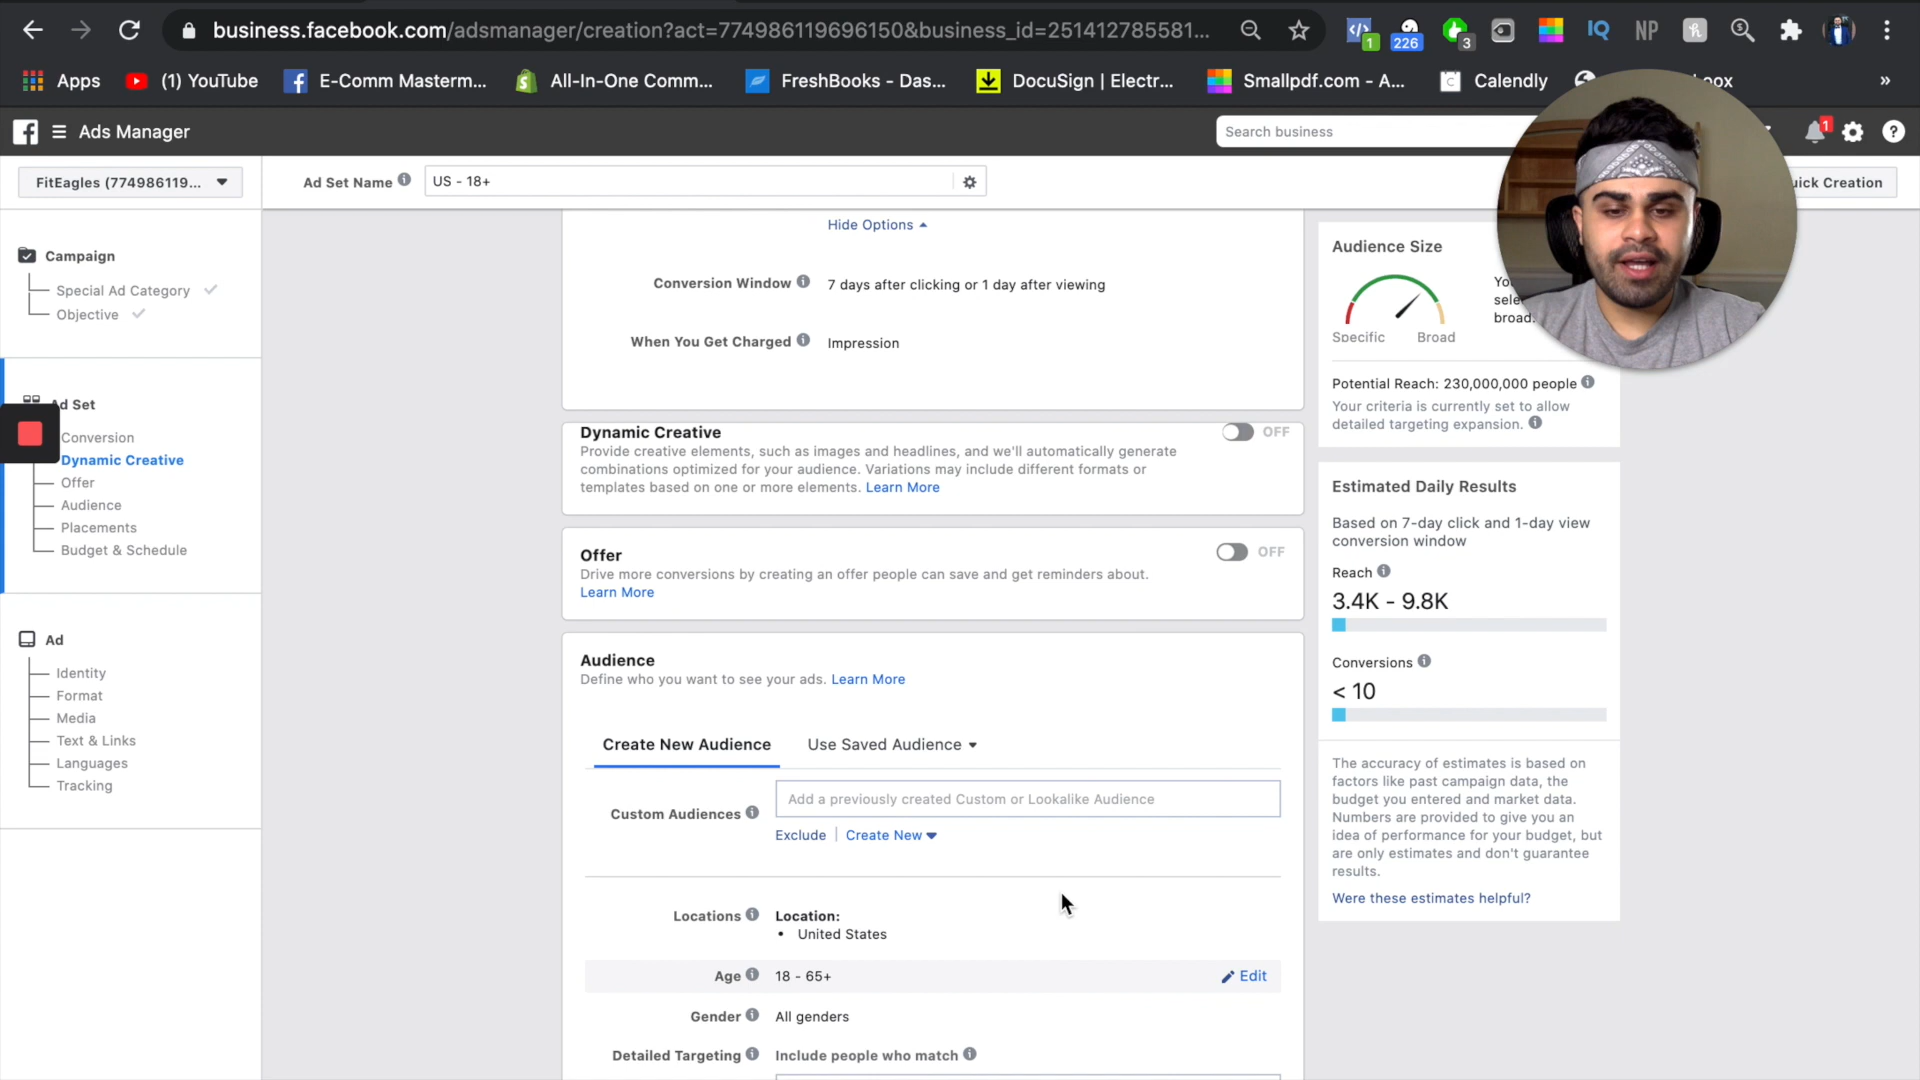 business.facebook.com/adsmanager/creation?act=774986119696150&business_id=251412785581...
1
226
3
IQ
NP
Apps
(1) YouTube
E-Comm Masterm...
All-In-One Comm...
FreshBooks - Das...
DocuSign | Electr...
Smallpdf.com - A...
Calendly
»
Ads Manager
Search business
1
FitEagles (774986119...
Ad Set Name
US - 18+
uick Creation
Campaign
Special Ad Category
Objective
Ad Set
Conversion
Dynamic Creative
Offer
Audience
Placements
Budget & Schedule
Ad
Identity
Format
Media
Text & Links
Languages
Tracking
Hide Options
Conversion Window
7 days after clicking or 1 day after viewing
When You Get Charged
Impression
Dynamic Creative
OFF
Provide creative elements, such as images and headlines, and we'll automatically generate
combinations optimized for your audience. Variations may include different formats or
templates based on one or more elements. Learn More
Offer
OFF
Drive more conversions by creating an offer people can save and get reminders about.
Learn More
Audience
Define who you want to see your ads. Learn More
Create New Audience
Use Saved Audience
Custom Audiences
Add a previously created Custom or Lookalike Audience
Exclude | Create New
Locations
Location:
• United States
Age
18 - 65+
Edit
Gender
All genders
Detailed Targeting
Include people who match
Audience Size
Specific
Broad
broad.
Potential Reach: 230,000,000 people
Your criteria is currently set to allow
detailed targeting expansion.
Estimated Daily Results
Based on 7-day click and 1-day view
conversion window
Reach
3.4K - 9.8K
Conversions
< 10
The accuracy of estimates is based on
factors like past campaign data, the
budget you entered and market data.
Numbers are provided to give you an
idea of performance for your budget, but
are only estimates and don't guarantee
results.
Were these estimates helpful?